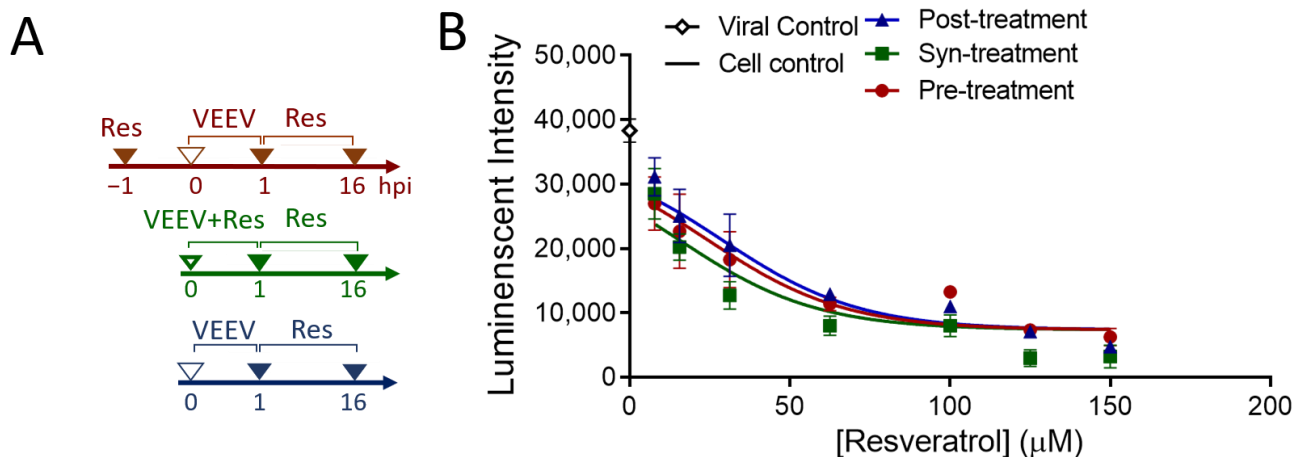 A
VEEV Res
Res
−1 0 1 16 hpi
VEEV+Res Res
0 1 16
VEEV Res
0 1 16
B
Viral Control
Cell control
Post-treatment
Syn-treatment
Pre-treatment
Luminenscent Intensity
50,000
40,000
30,000
20,000
10,000
0
0 50 100 150 200
[Resveratrol] (μM)